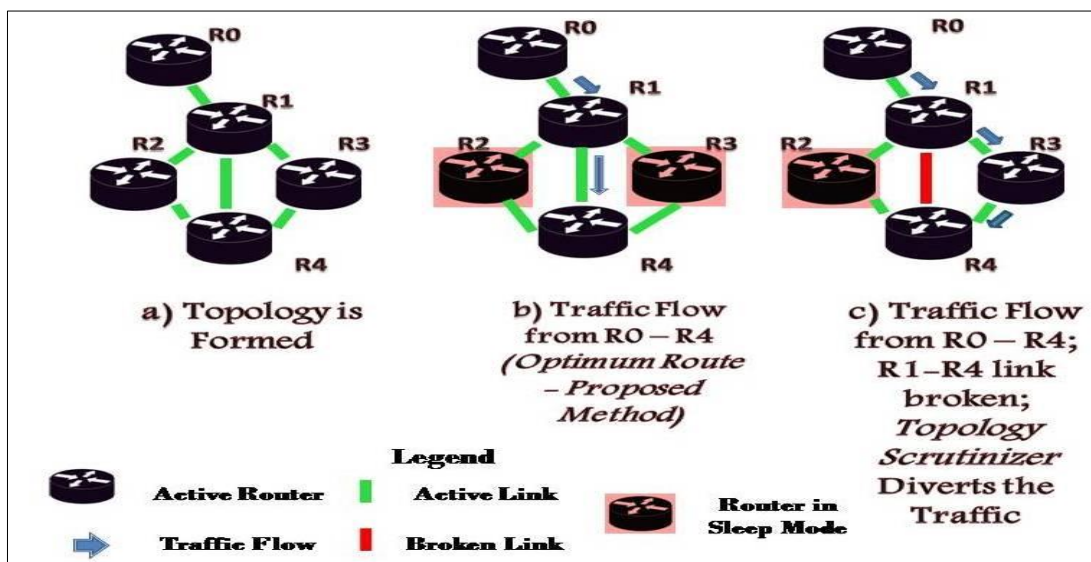 R0
R1
R2
R3
R4
a) Topology is
Formed
R0
R1
R2
R3
R4
b) Traffic Flow
from R0 – R4
(Optimum Route
– Proposed
Method)
R0
R1
R2
R3
R4
c) Traffic Flow
from R0 – R4;
R1–R4 link
broken;
Topology
Scrutinizer
Diverts the
Traffic
Legend
Active Router
Active Link
Router in
Sleep Mode
Traffic Flow
Broken Link